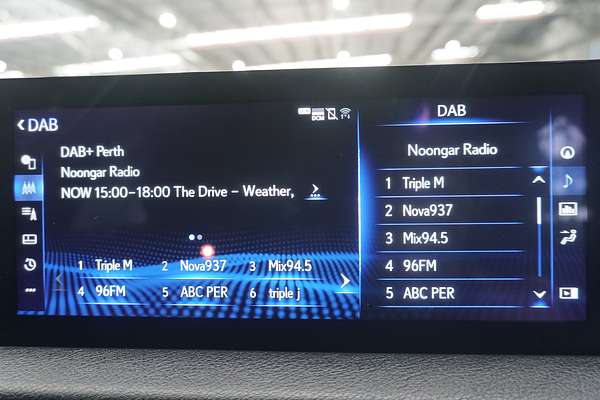 DAB
DCM
DAB+ Perth
Noongar Radio
NOW 15:00-18:00 The Drive – Weather,
1 Triple M 2 Nova937 3 Mix94.5
4 96FM 5 ABC PER 6 triple j
DAB
Noongar Radio
1 Triple M
2 Nova937
3 Mix94.5
4 96FM
5 ABC PER